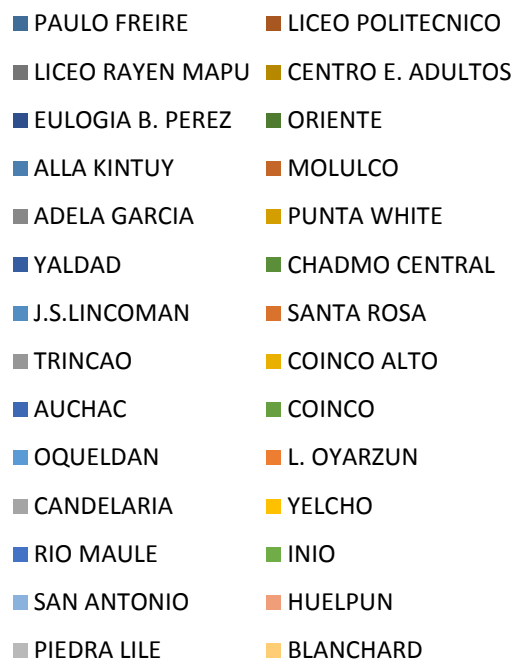 PAULO FREIRE LICEO POLITECNICO
LICEO RAYEN MAPU CENTRO E. ADULTOS
EULOGIA B. PEREZ ORIENTE
ALLA KINTUY MOLULCO
ADELA GARCIA PUNTA WHITE
YALDAD CHADMO CENTRAL
J.S.LINCOMAN SANTA ROSA
TRINCAO COINCO ALTO
AUCHAC COINCO
OQUELDAN L. OYARZUN
CANDELARIA YELCHO
RIO MAULE INIO
SAN ANTONIO HUELPUN
PIEDRA LILE BLANCHARD